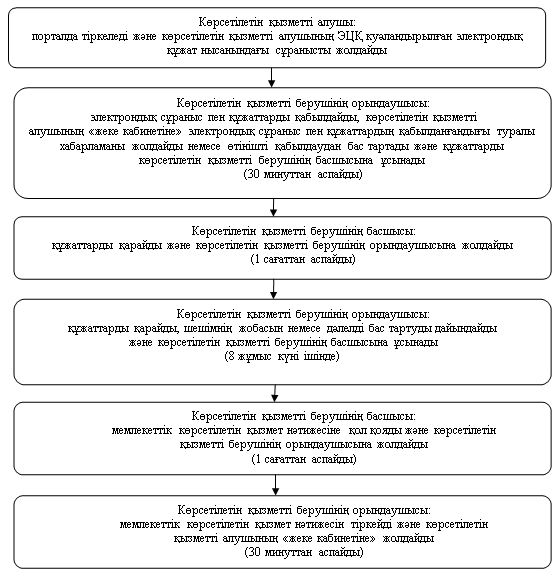 Көрсетілетін қызметті алушы:
порталда тіркеледі және көрсетілетін қызметті алушының ЭЦҚ куәландырылған электрондық
құжат нысанындағы сұранысты жолдайды
Көрсетілетін қызметті берушінің орындаушысы:
электрондық сұраныс пен құжаттарды қабылдайды, көрсетілетін қызметті
алушының «жеке кабинетіне» электрондық сұраныс пен құжаттардың қабылданғандығы туралы
хабарламаны жолдайды немесе өтінішті қабылдаудан бас тартады және құжаттарды
көрсетілетін қызметті берушінің басшысына ұсынады
(30 минуттан аспайды)
Көрсетілетін қызметті берушінің басшысы:
құжаттарды қарайды және көрсетілетін қызметті берушінің орындаушысына жолдайды
(1 сағаттан аспайды)
Көрсетілетін қызметті берушінің орындаушысы:
құжаттарды қарайды, шешімнің жобасын немесе дәлелді бас тартуды дайындайды
және көрсетілетін қызметті берушінің басшысына ұсынады
(8 жұмыс күні ішінде)
Көрсетілетін қызметті берушінің басшысы:
мемлекеттік көрсетілетін қызмет нәтижесіне қол қояды және көрсетілетін
қызметті берушінің орындаушысына жолдайды
(1 сағаттан аспайды)
Көрсетілетін қызметті берушінің орындаушысы:
мемлекеттік көрсетілетін қызмет нәтижесін тіркейді және көрсетілетін
қызметті алушының «жеке кабинетіне» жолдайды
(30 минуттан аспайды)